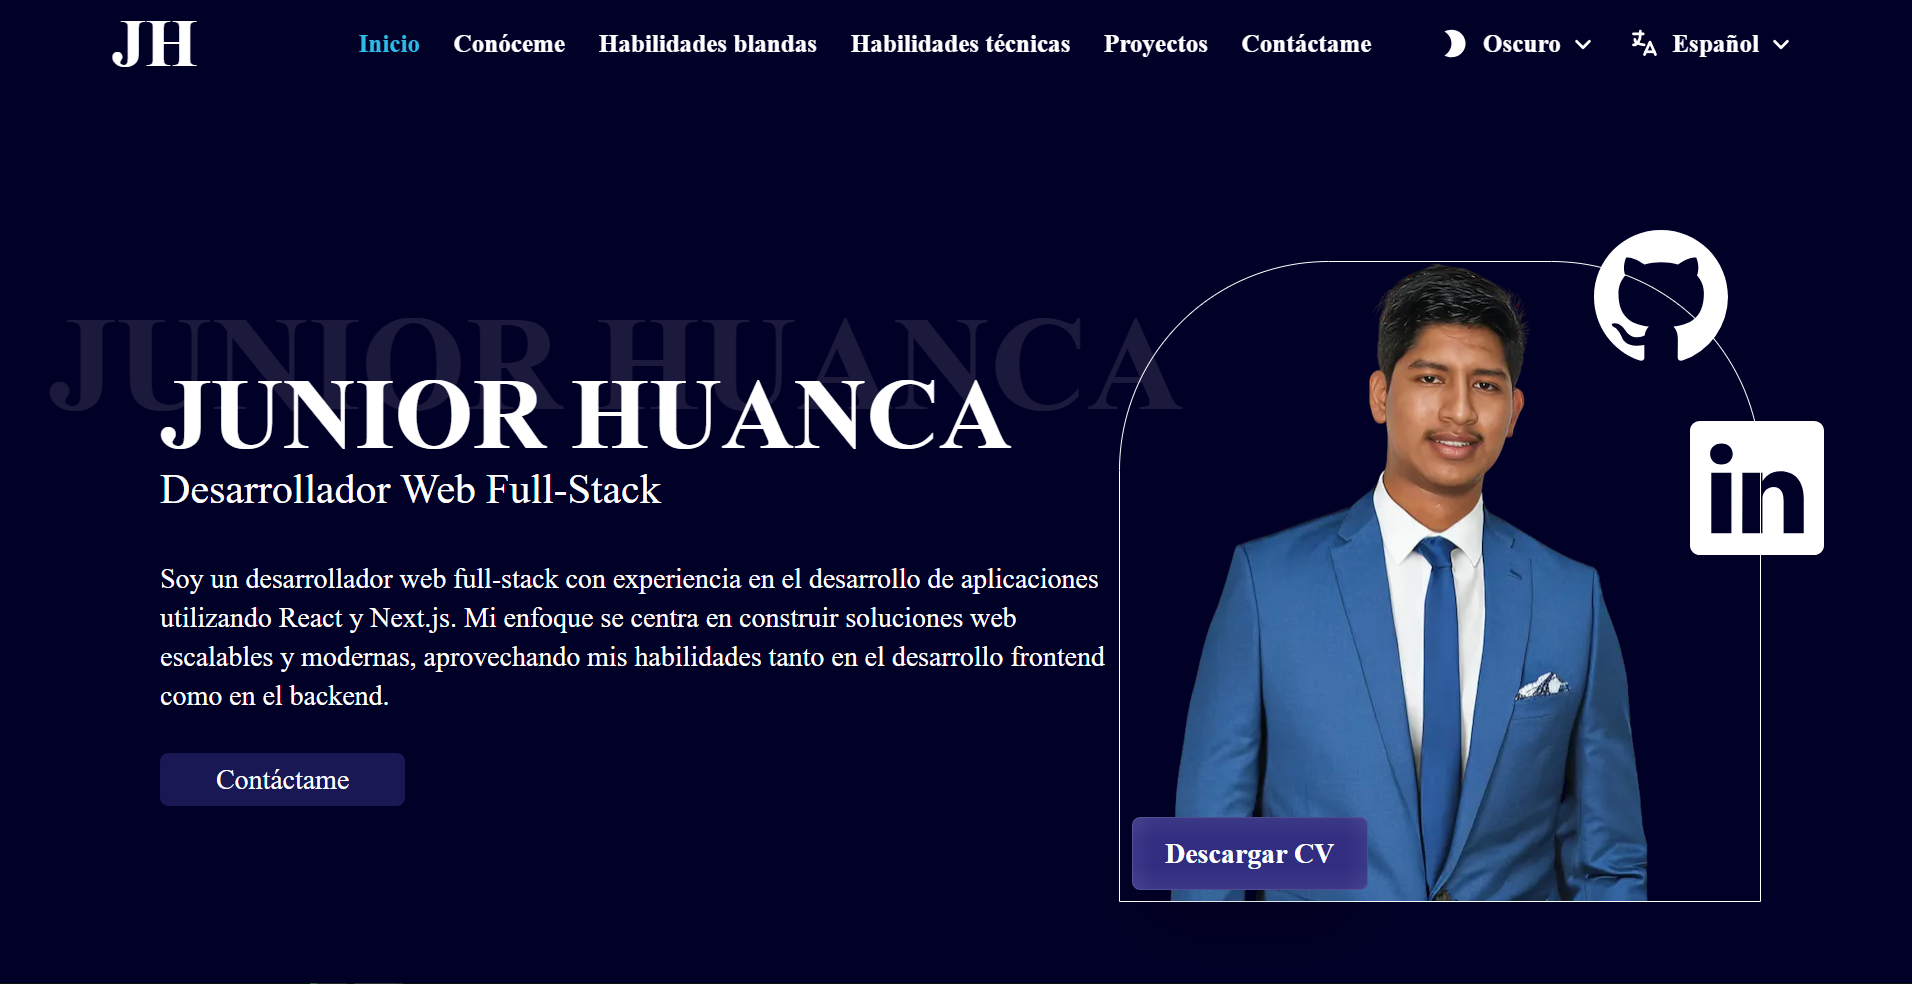 JH
Inicio Conóceme Habilidades blandas Habilidades técnicas Proyectos Contáctame Oscuro Español
JUNIOR HUANCA
JUNIOR HUANCA
Desarrollador Web Full-Stack
Soy un desarrollador web full-stack con experiencia en el desarrollo de aplicaciones
utilizando React y Next.js. Mi enfoque se centra en construir soluciones web
escalables y modernas, aprovechando mis habilidades tanto en el desarrollo frontend
como en el backend.
Contáctame
in
Descargar CV